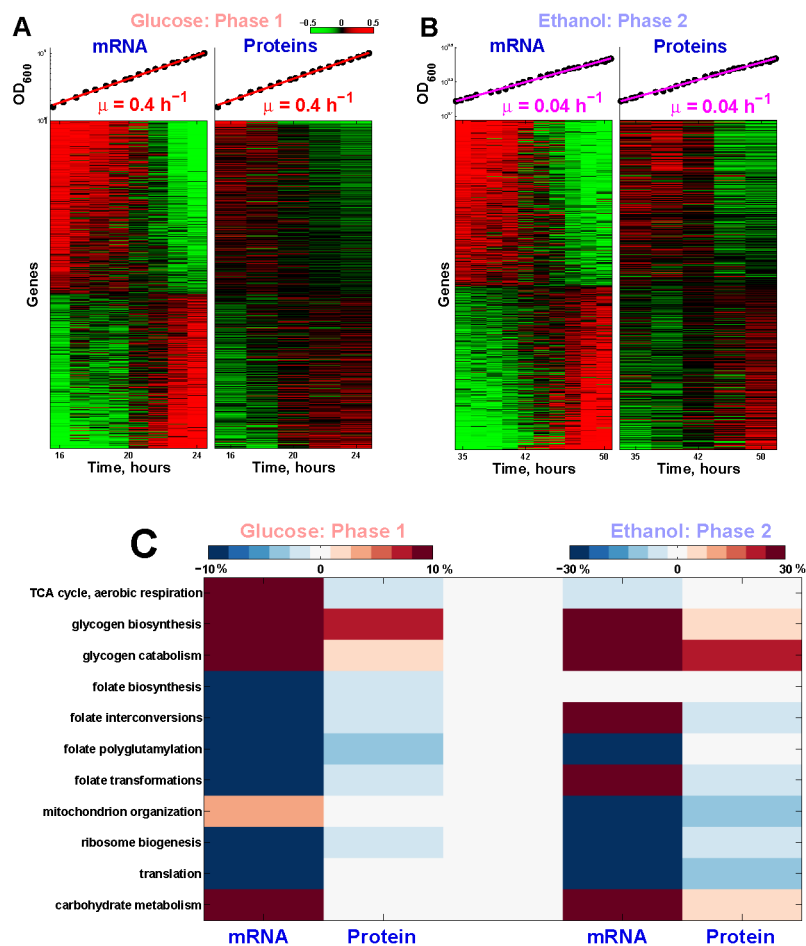 A
Glucose: Phase 1
−0.5 0 0.5
mRNA
Proteins
OD600
μ = 0.4 h−1
μ = 0.4 h−1
Genes
16 20 24
16 20 24
Time, hours
Time, hours
B
Ethanol: Phase 2
mRNA
Proteins
OD600
μ = 0.04 h−1
μ = 0.04 h−1
Genes
35 42 50
35 42 50
Time, hours
Time, hours
C
Glucose: Phase 1
Ethanol: Phase 2
−10 % 0 10 %
−30 % 0 30 %
TCA cycle, aerobic respiration
glycogen biosynthesis
glycogen catabolism
folate biosynthesis
folate interconversions
folate polyglutamylation
folate transformations
mitochondrion organization
ribosome biogenesis
translation
carbohydrate metabolism
mRNA Protein
mRNA Protein